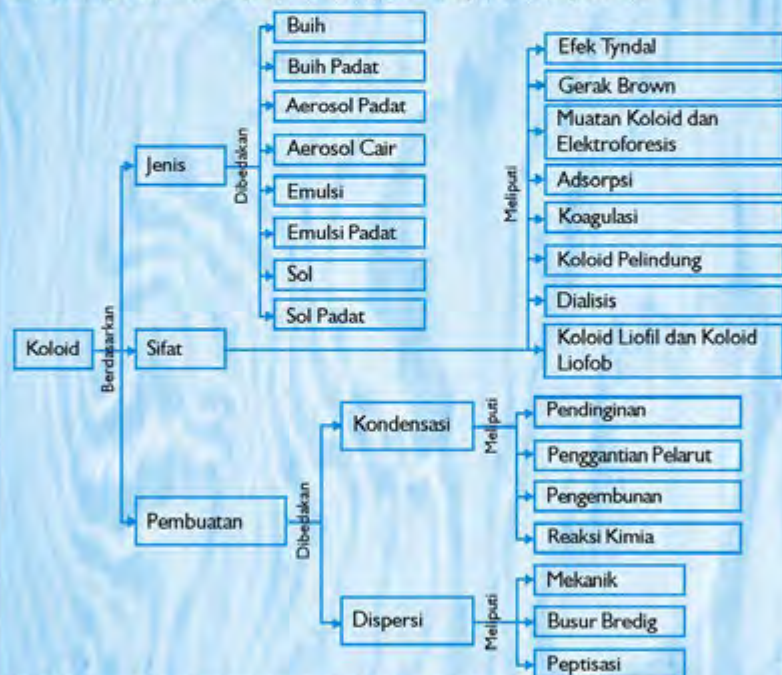 Koloid
Berdasarkan
Jenis
Dibedakan
Buih
Buih Padat
Aerosol Padat
Aerosol Cair
Emulsi
Emulsi Padat
Sol
Sol Padat
Sifat
Meliputi
Efek Tyndal
Gerak Brown
Muatan Koloid dan
Elektroforesis
Adsorpsi
Koagulasi
Koloid Pelindung
Dialisis
Koloid Liofil dan Koloid
Liofob
Pembuatan
Dibedakan
Kondensasi
Meliputi
Pendinginan
Penggantian Pelarut
Pengembunan
Reaksi Kimia
Dispersi
Meliputi
Mekanik
Busur Bredig
Peptisasi